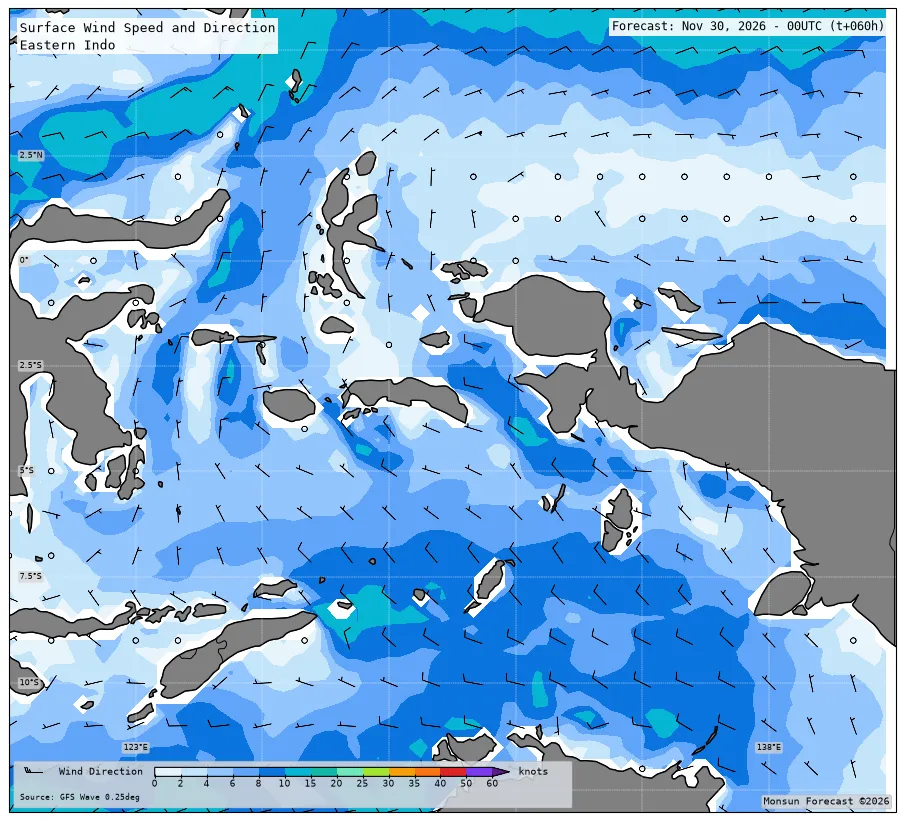 Surface Wind Speed and Direction
Eastern Indo
Forecast: Nov 30, 2026 - 00UTC (t+060h)
2.5°N
0°
2.5°S
5°S
7.5°S
10°S
123°E
138°E
Wind Direction
knots
0 2 4 6 8 10 15 20 25 30 35 40 50 60
Source: GFS Wave 0.25deg
Monsun Forecast ©2026